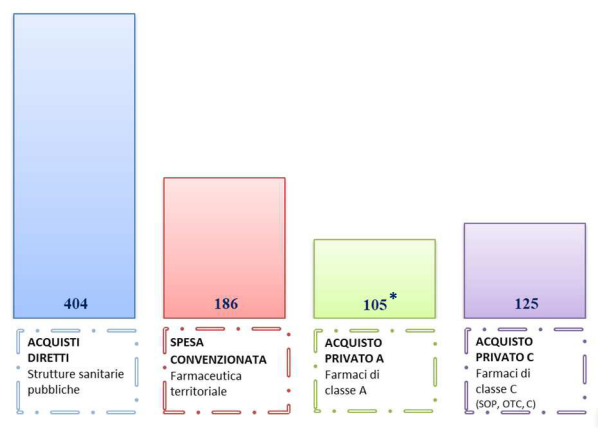 404
186
105*
125
ACQUISTI
DIRETTI
Strutture sanitarie
pubbliche
SPESA
CONVENZIONATA
Farmaceutica
territoriale
ACQUISTO
PRIVATO A
Farmaci di
classe A
ACQUISTO
PRIVATO C
Farmaci di
classe C
(SOP, OTC, C)